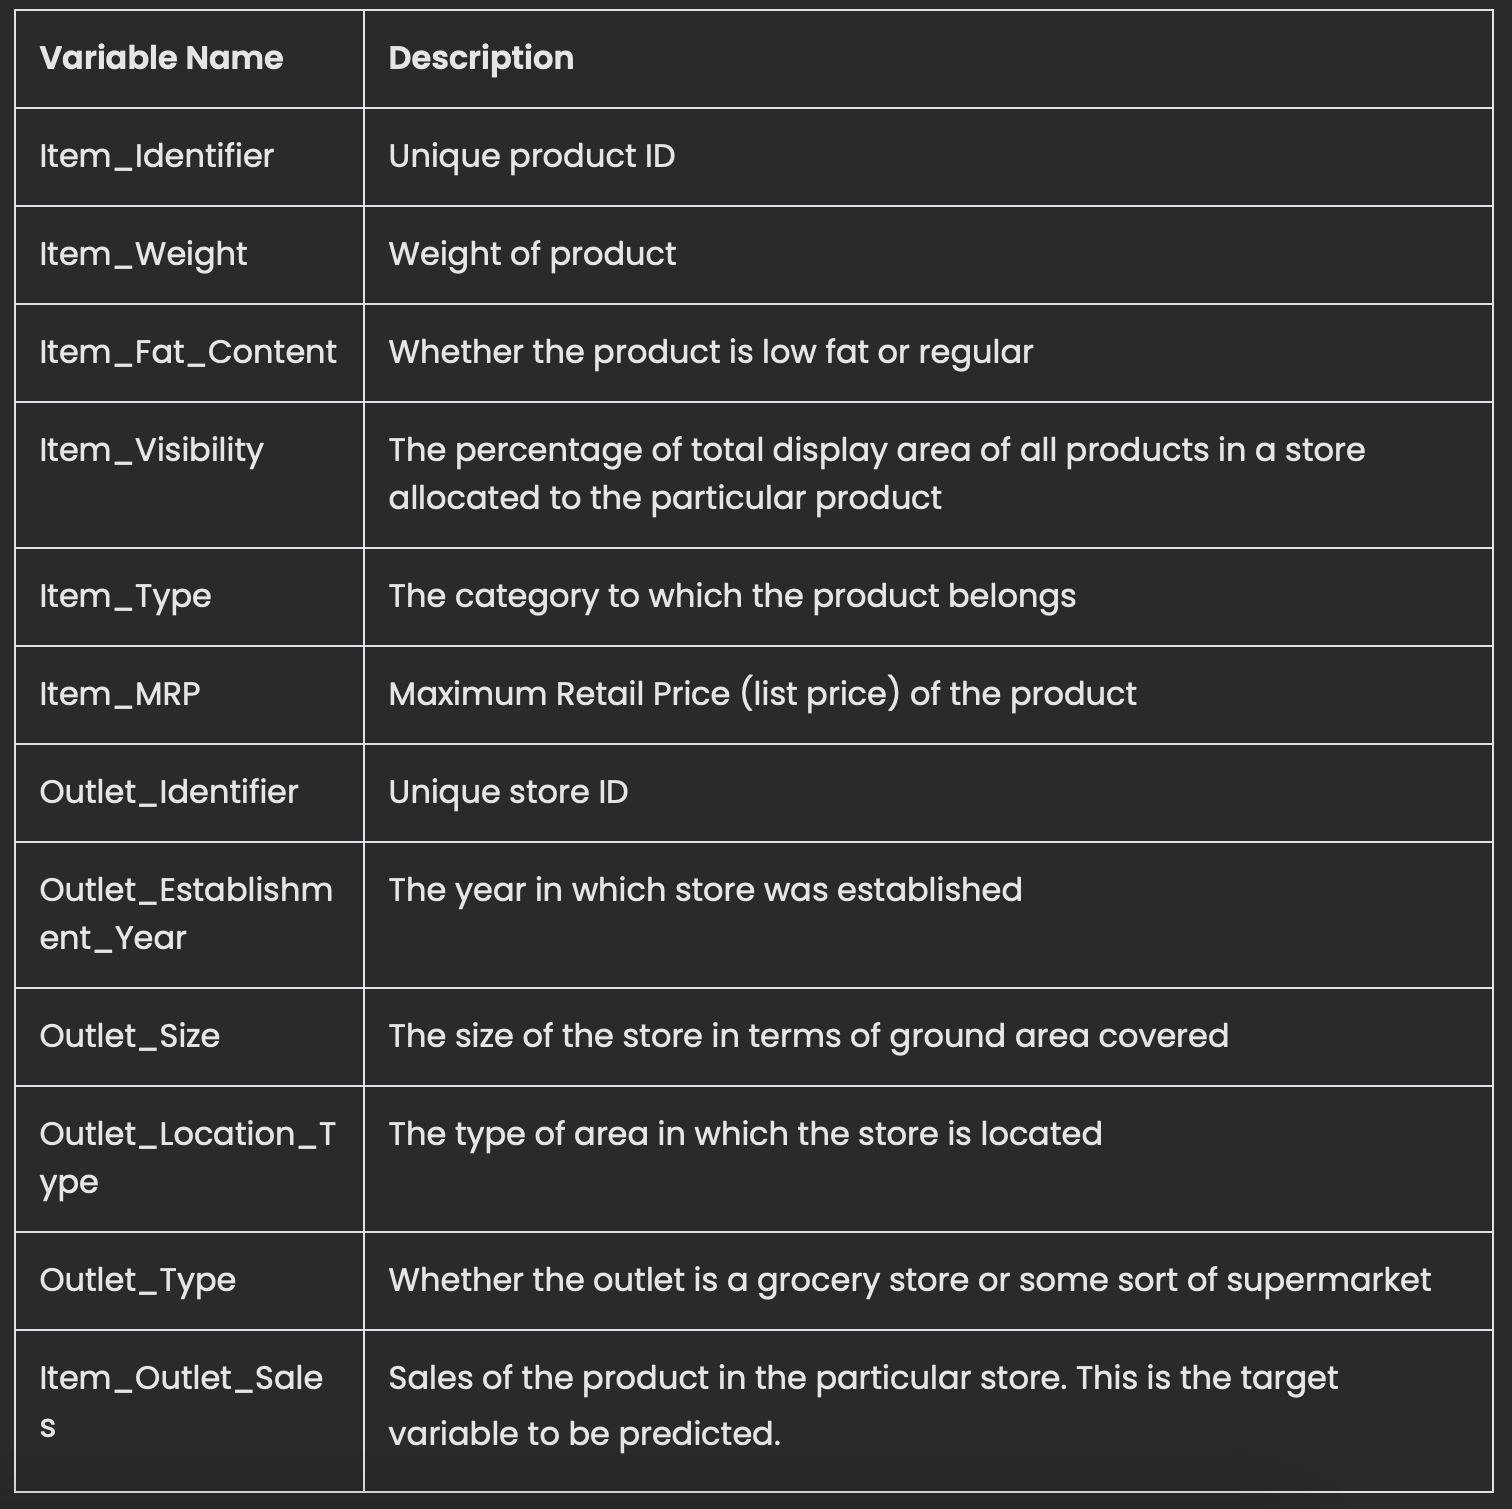 Variable Name
Description
Item_Identifier
Unique product ID
Item_Weight
Weight of product
Item_Fat_Content
Whether the product is low fat or regular
Item_Visibility
The percentage of total display area of all products in a store
allocated to the particular product
Item_Type
The category to which the product belongs
Item_MRP
Maximum Retail Price (list price) of the product
Outlet_Identifier
Unique store ID
Outlet_Establishm
ent_Year
The year in which store was established
Outlet_Size
The size of the store in terms of ground area covered
Outlet_Location_T
ype
The type of area in which the store is located
Outlet_Type
Whether the outlet is a grocery store or some sort of supermarket
Item_Outlet_Sale
s
Sales of the product in the particular store. This is the target
variable to be predicted.